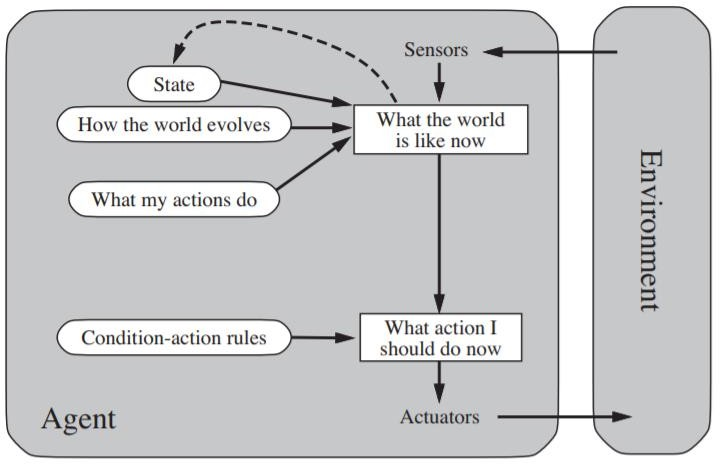 Sensors
State
How the world evolves
What the world
is like now
What my actions do
Environment
Condition-action rules
What action I
should do now
Agent
Actuators